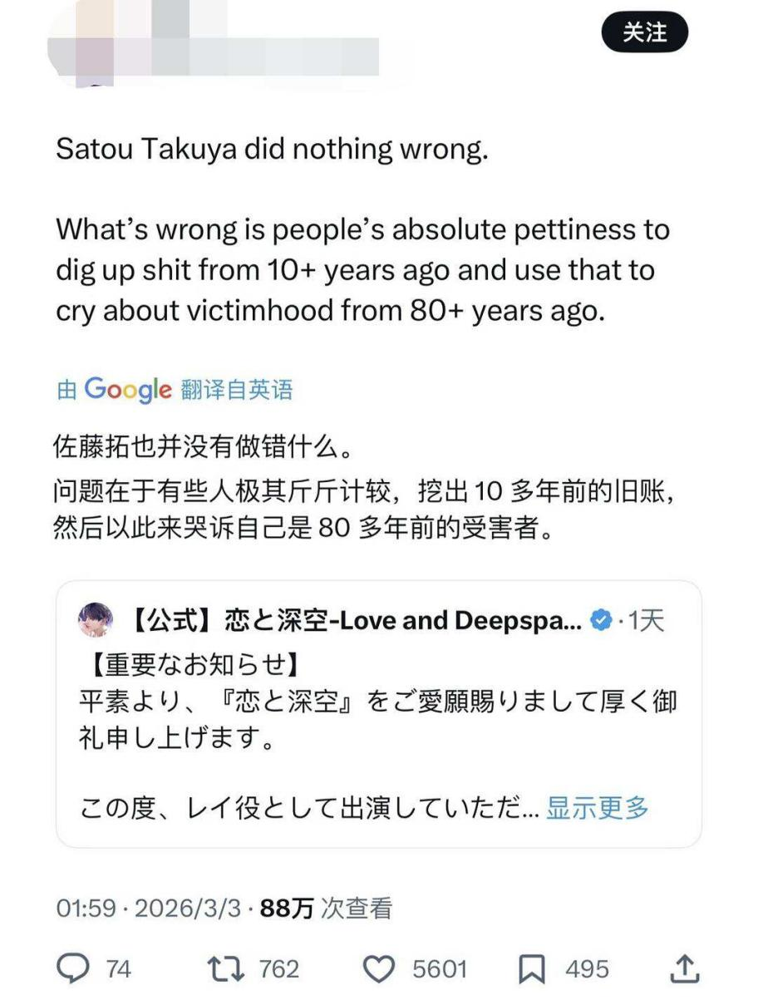 关注
Satou Takuya did nothing wrong.
What's wrong is people's absolute pettiness to
dig up shit from 10+ years ago and use that to
cry about victimhood from 80+ years ago.
由 Google 翻译自英语
佐藤拓也并没有做错什么。
问题在于有些人极其斤斤计较，挖出 10 多年前的旧账，
然后以此来哭诉自己是 80 多年前的受害者。
【公式】恋と深空-Love and Deepspa... · 1天
【重要なお知らせ】
平素より、『恋と深空』をご愛願賜りまして厚く御
礼申し上げます。
この度、レイ役として出演していただ... 显示更多
01:59 · 2026/3/3 · 88万 次查看
74 762 5601 495